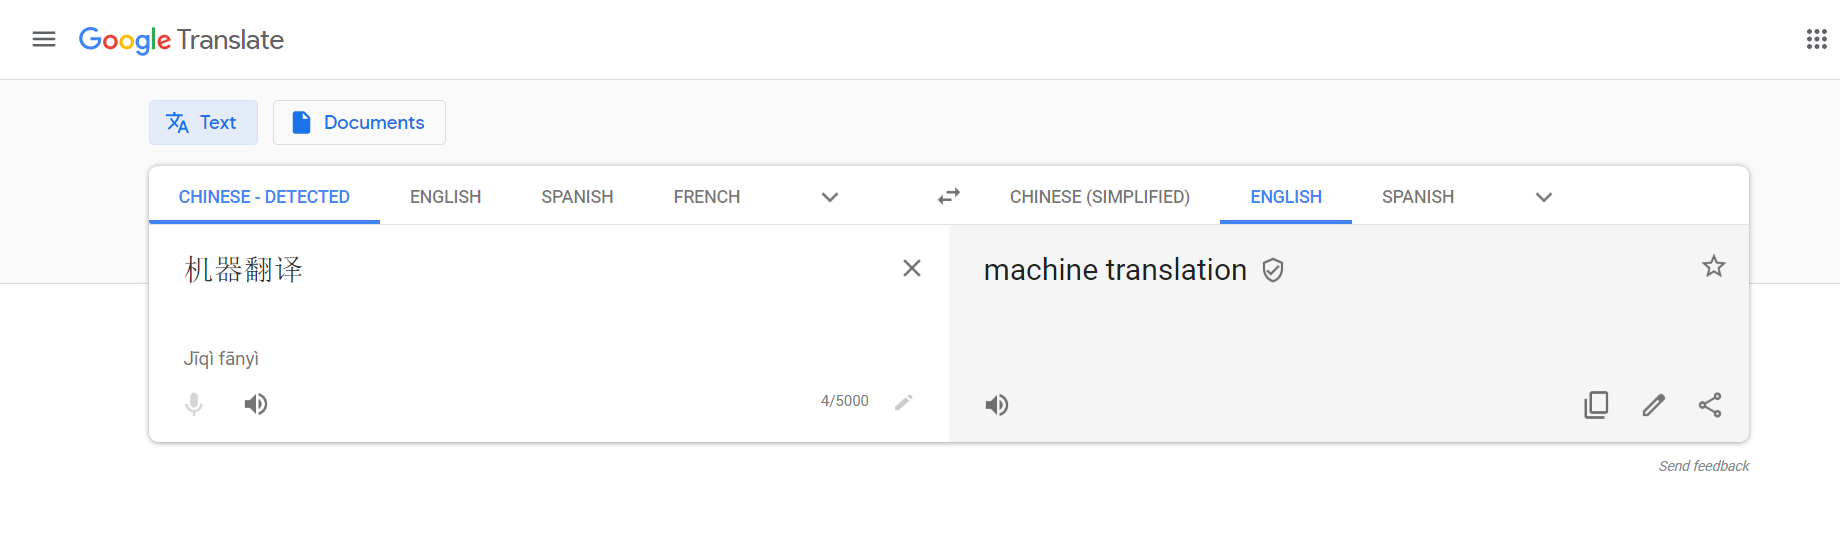 Google Translate
Text Documents
CHINESE - DETECTED ENGLISH SPANISH FRENCH CHINESE (SIMPLIFIED) ENGLISH SPANISH
机器翻译
machine translation
Jīqì fānyì
4/5000
Send feedback